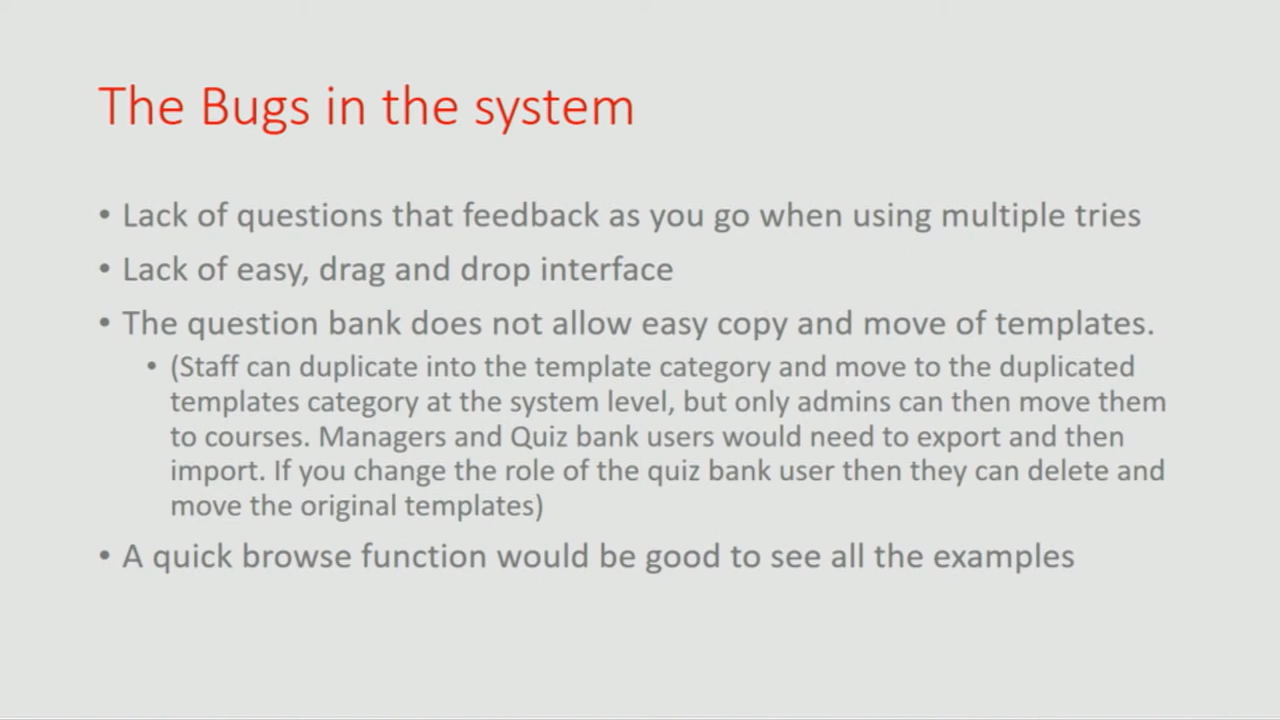 The Bugs in the system
• Lack of questions that feedback as you go when using multiple tries
• Lack of easy, drag and drop interface
• The question bank does not allow easy copy and move of templates.
• (Staff can duplicate into the template category and move to the duplicated
templates category at the system level, but only admins can then move them
to courses. Managers and Quiz bank users would need to export and then
import. If you change the role of the quiz bank user then they can delete and
move the original templates)
• A quick browse function would be good to see all the examples